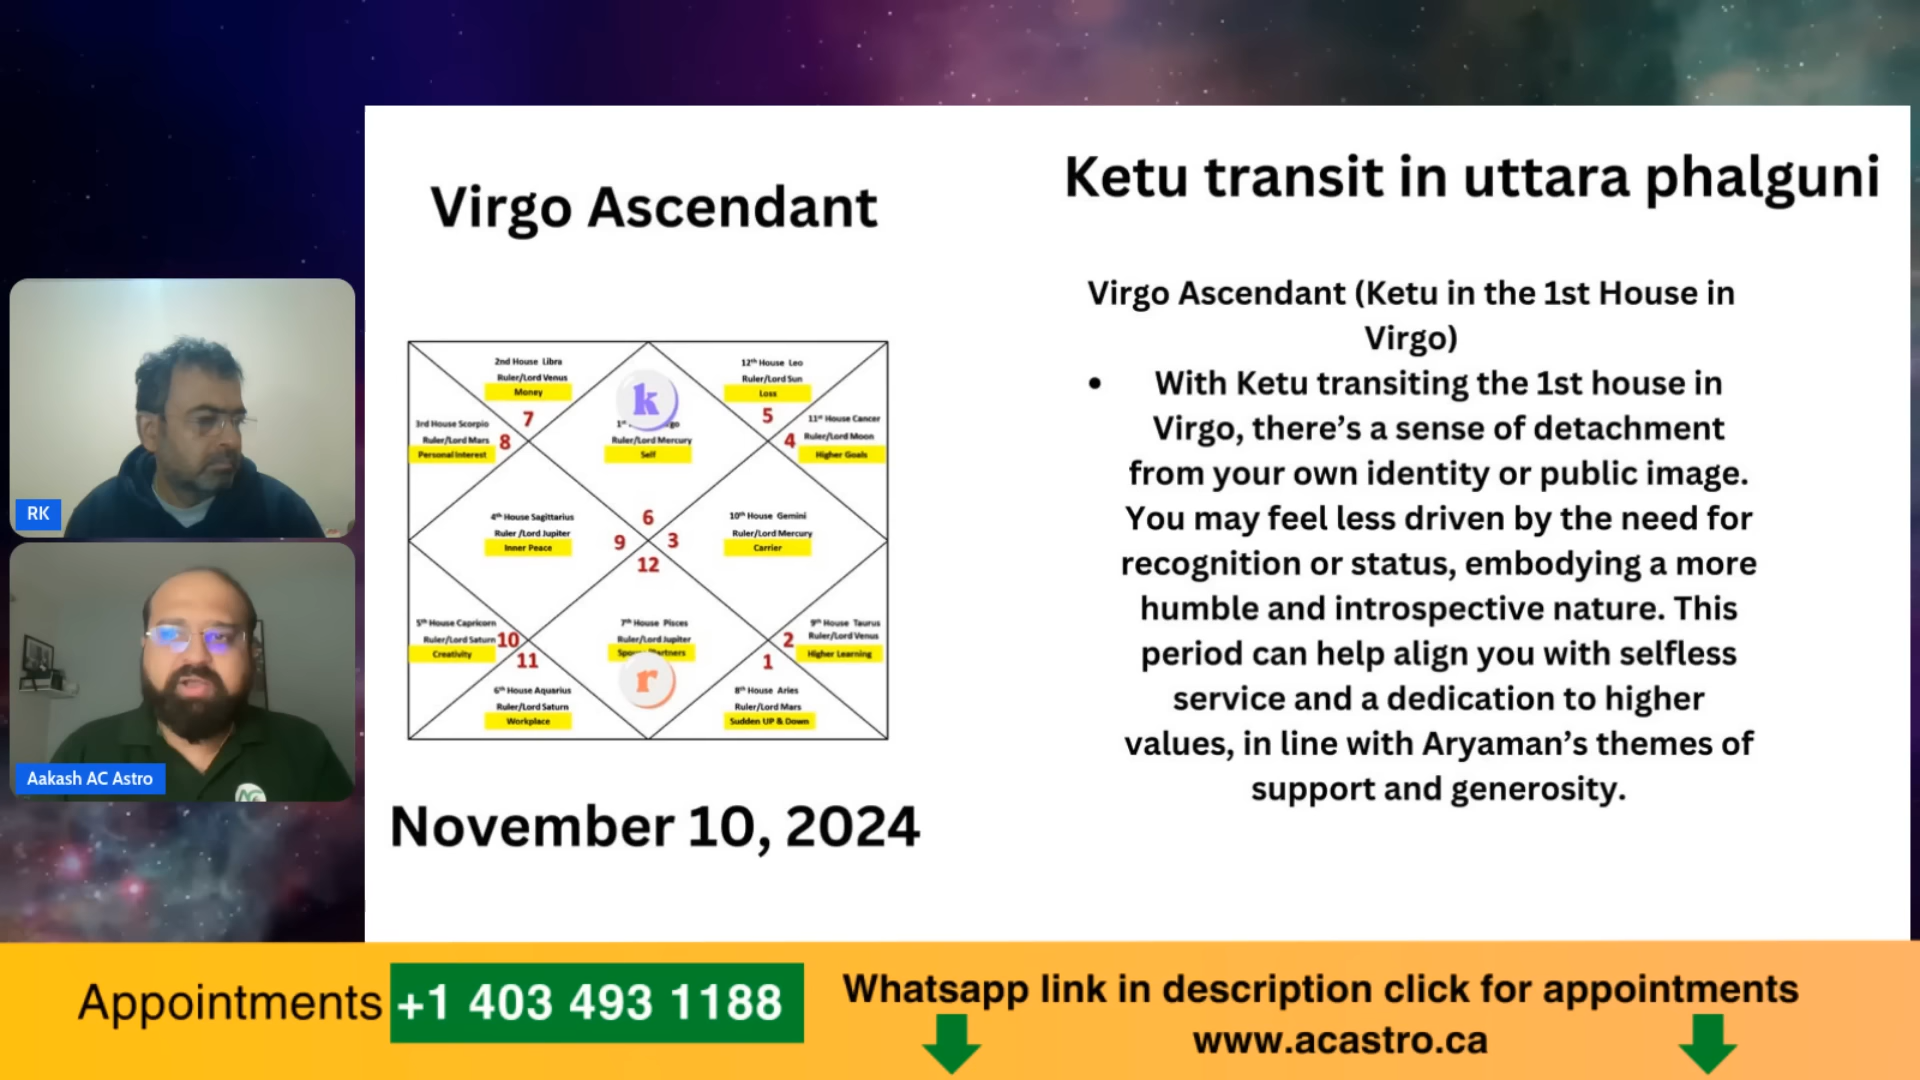 Virgo Ascendant
Ketu transit in uttara phalguni
Virgo Ascendant (Ketu in the 1st House in
Virgo)
• With Ketu transiting the 1st house in
Virgo, there's a sense of detachment
from your own identity or public image.
You may feel less driven by the need for
recognition or status, embodying a more
humble and introspective nature. This
period can help align you with selfless
service and a dedication to higher
values, in line with Aryaman's themes of
support and generosity.
2nd House Libra
Ruler/Lord Venus
Money
7
k
Ruler/Lord Mercury
Self
12th House Leo
Ruler/Lord Sun
Loss
5
3rd House Scorpio
Ruler/Lord Mars
Personal Interest
8
11th House Cancer
Ruler/Lord Moon
Higher Goals
4
4th House Sagittarius
Ruler /Lord Jupiter
Inner Peace
6
9
3
12
10th House Gemini
Ruler/Lord Mercury
Carrier
5th House Capricorn
Ruler/Lord Saturn
Creativity
10
11
7th House Pisces
Ruler/Lord Jupiter
r
9th House Taurus
Ruler/Lord Venus
Higher Learning
2
1
6th House Aquarius
Ruler/Lord Saturn
Workplace
8th House Aries
Ruler/Lord Mars
Sudden UP & Down
November 10, 2024
RK
Aakash AC Astro
Appointments +1 403 493 1188
Whatsapp link in description click for appointments
www.acastro.ca